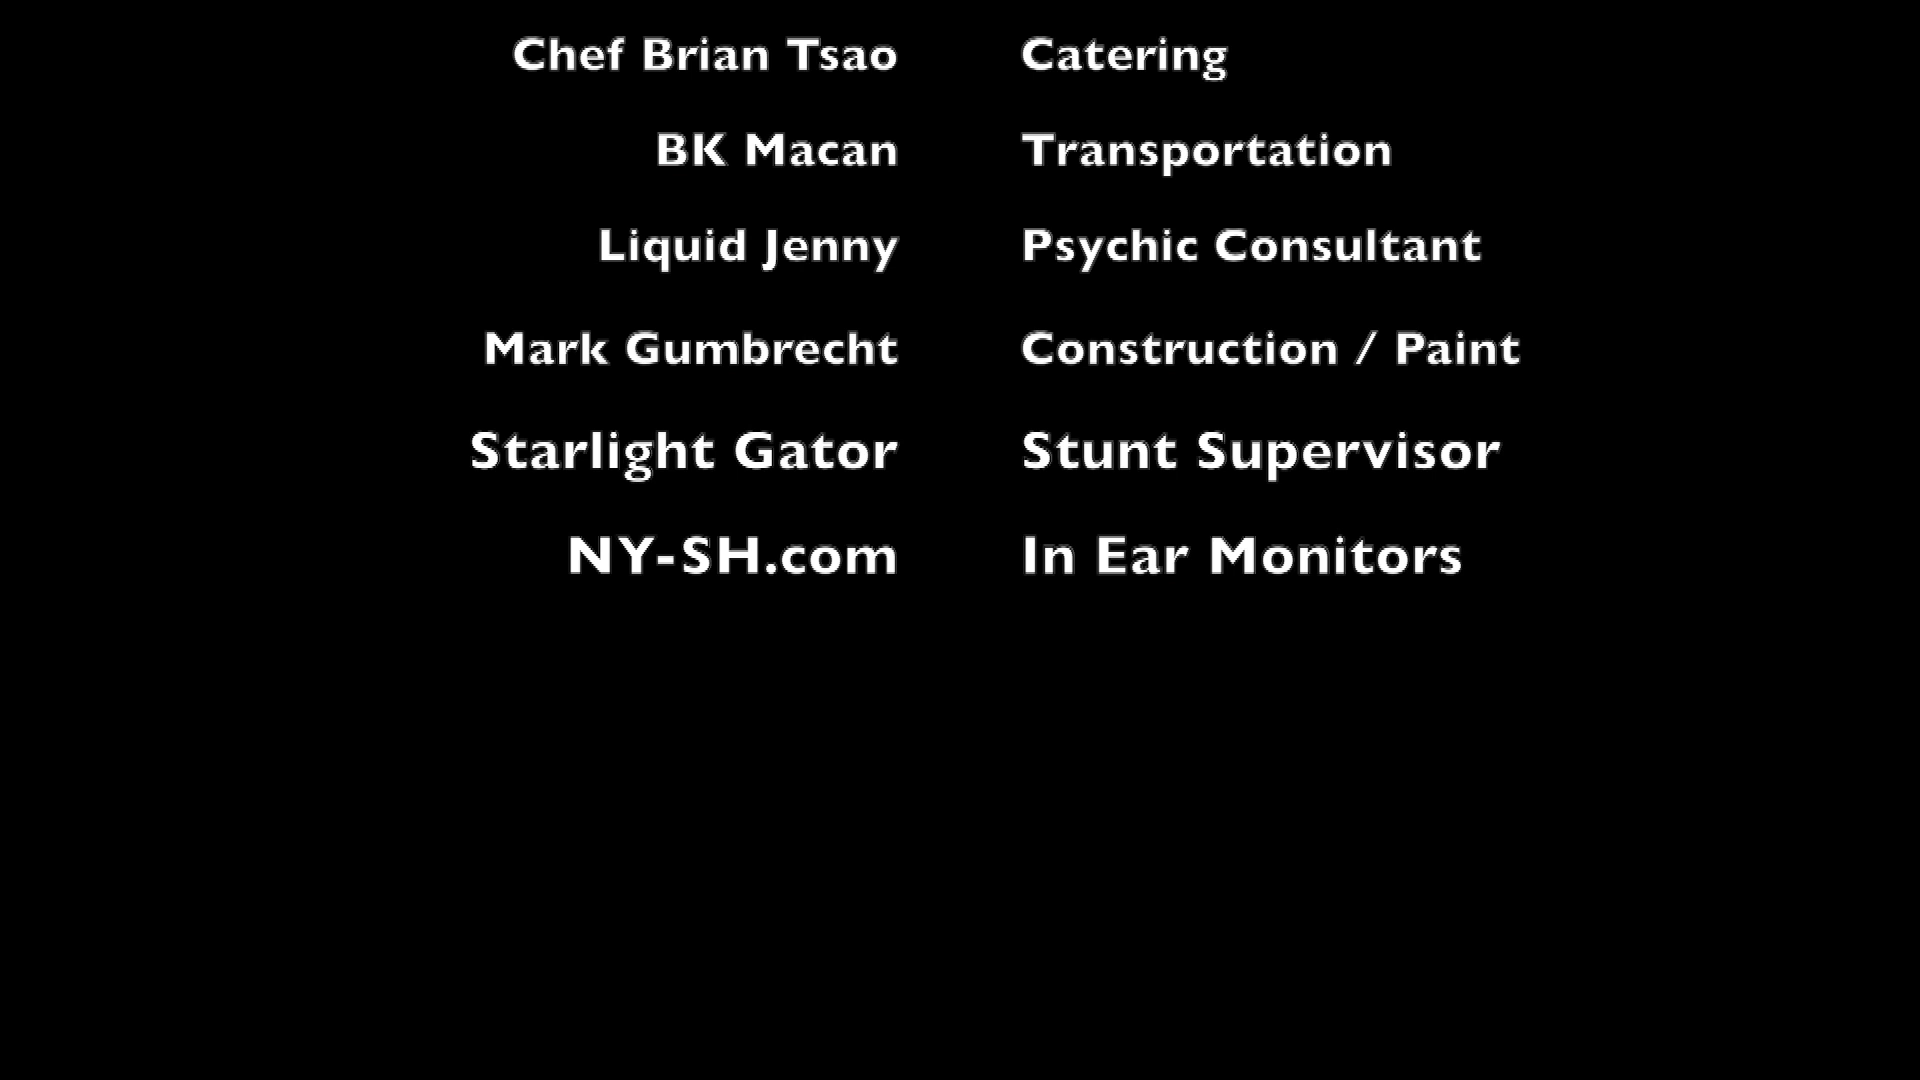 Chef Brian Tsao Catering
BK Macan Transportation
Liquid Jenny Psychic Consultant
Mark Gumbrecht Construction / Paint
Starlight Gator Stunt Supervisor
NY-SH.com In Ear Monitors